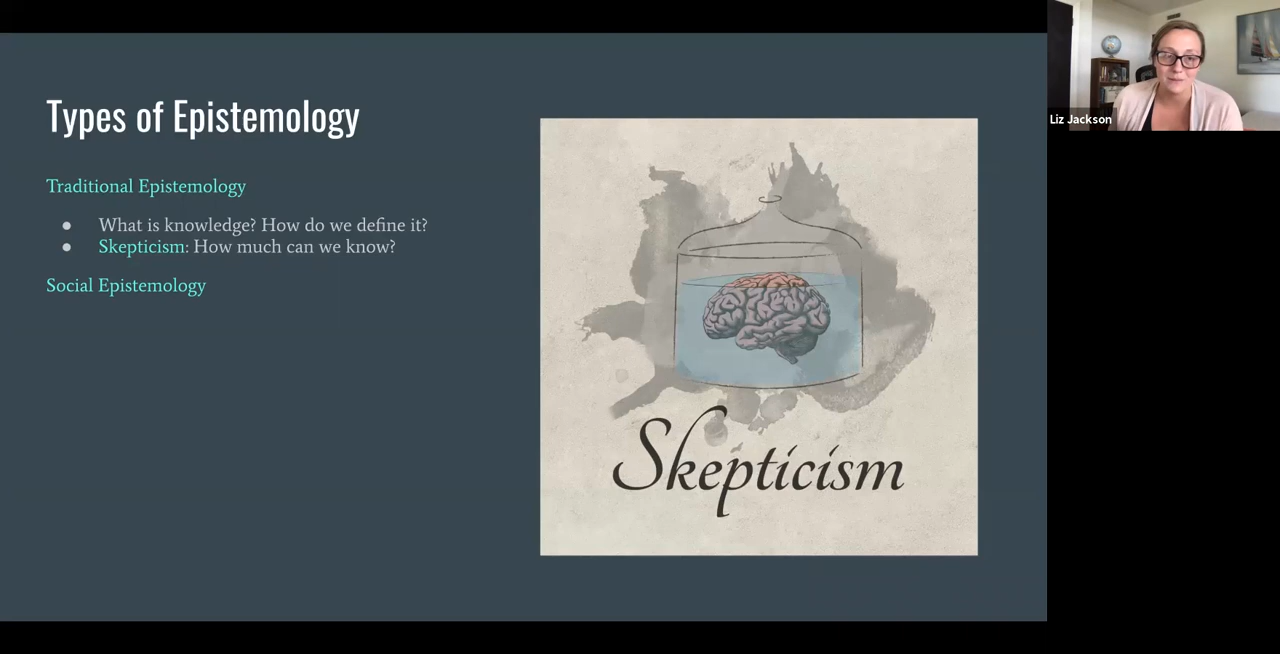 Types of Epistemology
Traditional Epistemology
● What is knowledge? How do we define it?
● Skepticism: How much can we know?
Social Epistemology
Skepticism
Liz Jackson